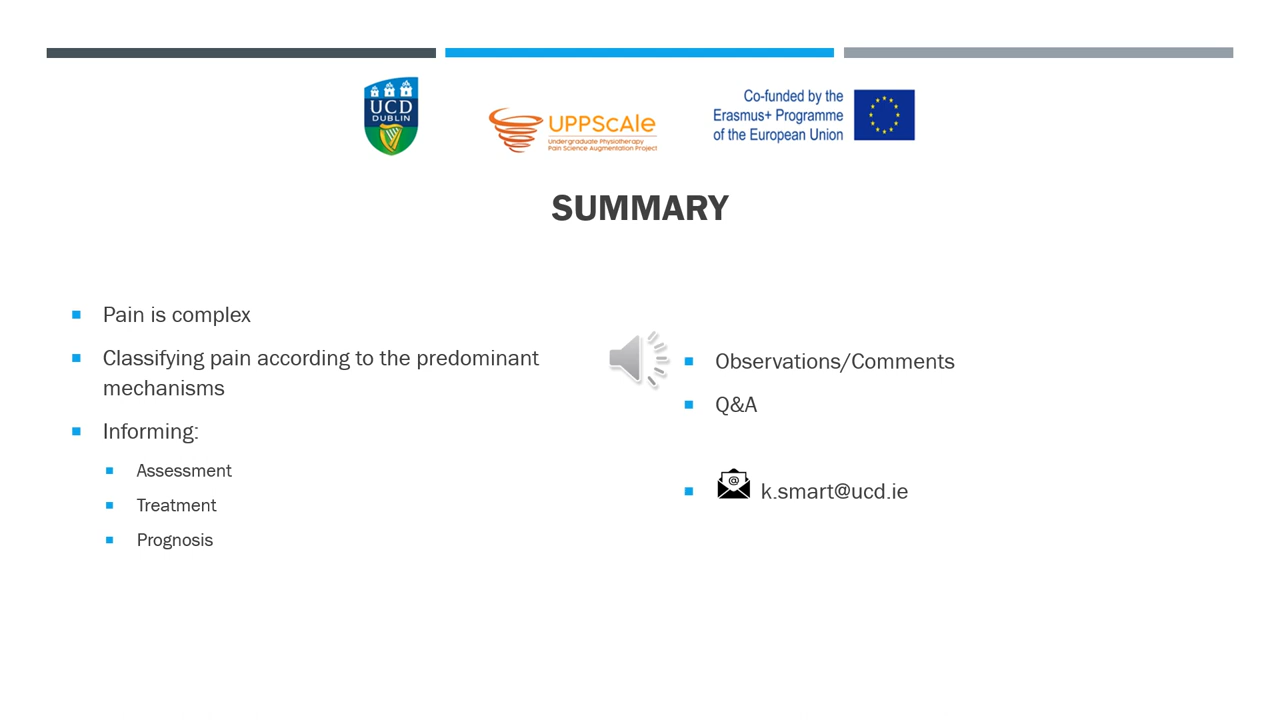 UCD
DUBLIN
UPPScale
Undergraduate Physiotherapy
Pain Science Augmentation Project
Co-funded by the
Erasmus+ Programme
of the European Union
SUMMARY
Pain is complex
Classifying pain according to the predominant
mechanisms
Informing:
Assessment
Treatment
Prognosis
Observations/Comments
Q&A
@
k.smart@ucd.ie